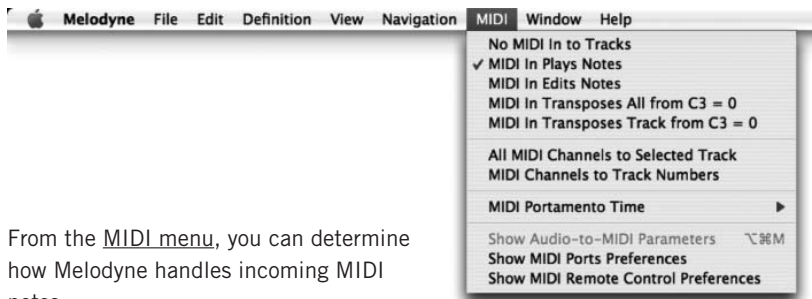 Melodyne File Edit Definition View Navigation MIDI Window Help
No MIDI In to Tracks
✓ MIDI In Plays Notes
MIDI In Edits Notes
MIDI In Transposes All from C3 = 0
MIDI In Transposes Track from C3 = 0
All MIDI Channels to Selected Track
MIDI Channels to Track Numbers
MIDI Portamento Time ▶
Show Audio-to-MIDI Parameters ⌥⌘M
Show MIDI Ports Preferences
Show MIDI Remote Control Preferences
From the MIDI menu, you can determine
how Melodyne handles incoming MIDI